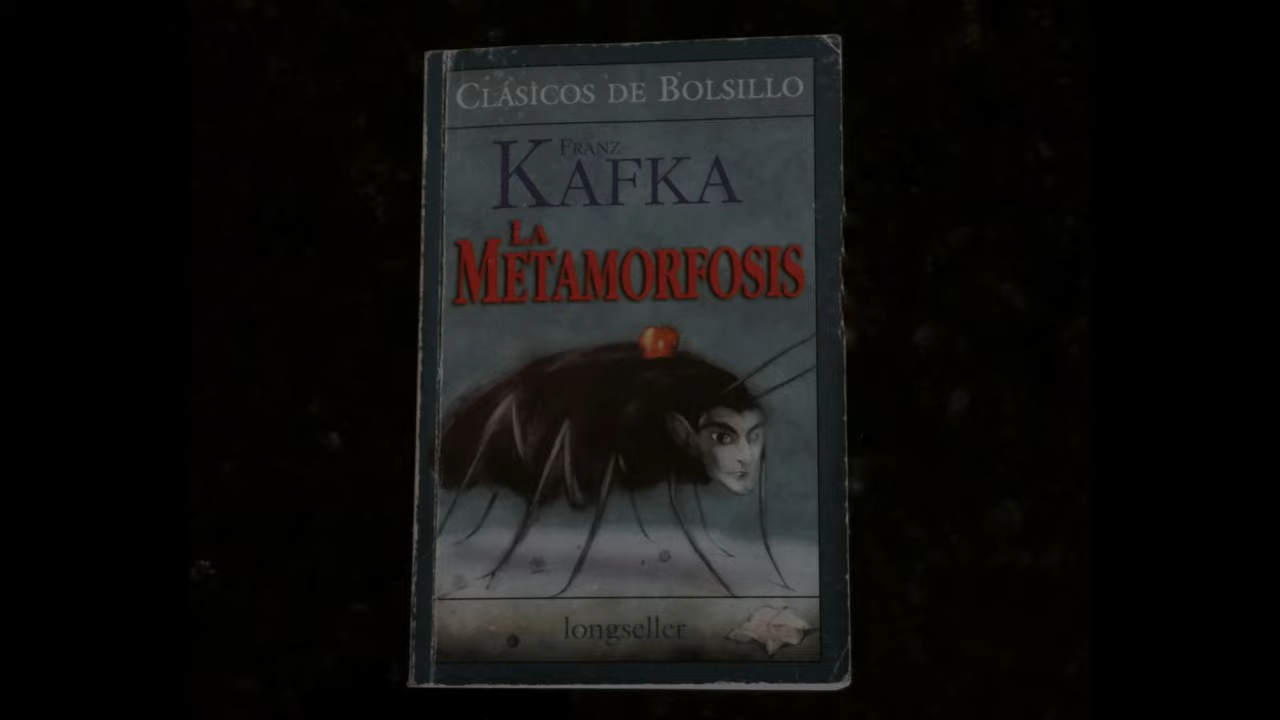 CLÁSICOS DE BOLSILLO
FRANZ
KAFKA
LA
METAMORFOSIS
longseller